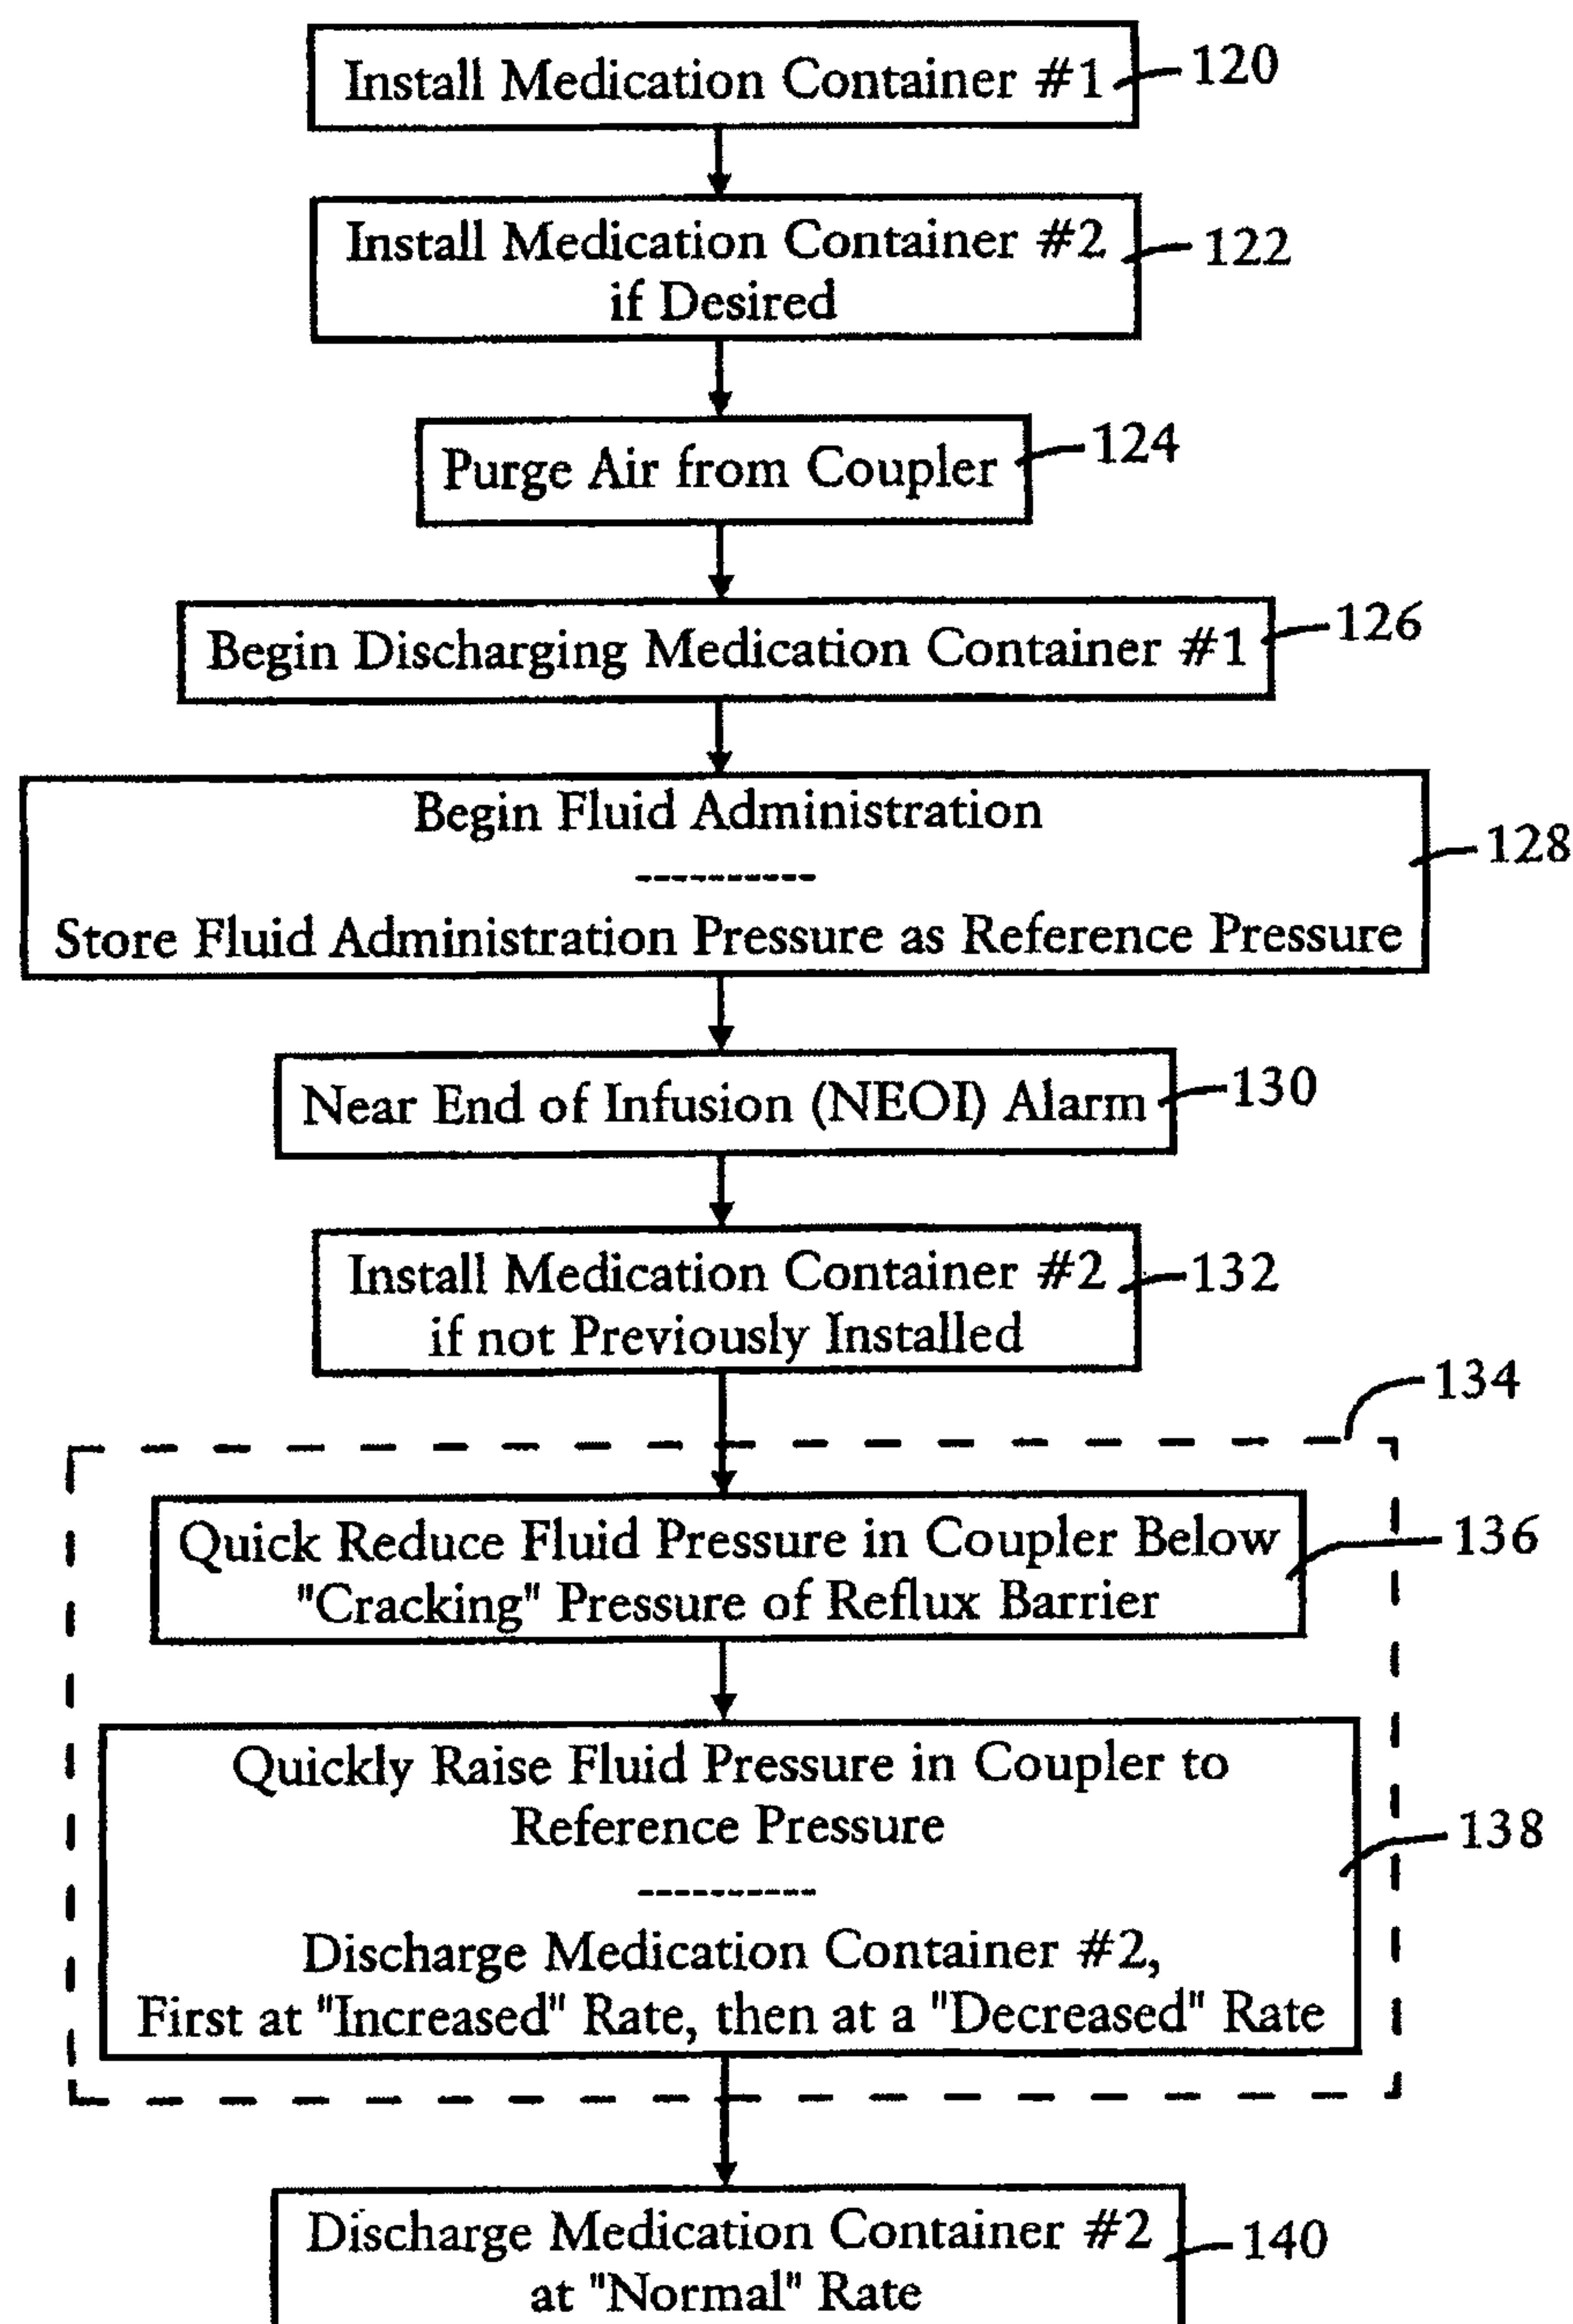 Install Medication Container #1
120
Install Medication Container #2
if Desired
122
Purge Air from Coupler
124
Begin Discharging Medication Container #1
126
Begin Fluid Administration
----------
Store Fluid Administration Pressure as Reference Pressure
128
Near End of Infusion (NEOI) Alarm
130
Install Medication Container #2
if not Previously Installed
132
134
Quick Reduce Fluid Pressure in Coupler Below
"Cracking" Pressure of Reflux Barrier
136
Quickly Raise Fluid Pressure in Coupler to
Reference Pressure
----------
Discharge Medication Container #2,
First at "Increased" Rate, then at a "Decreased" Rate
138
Discharge Medication Container #2
at "Normal" Rate
140